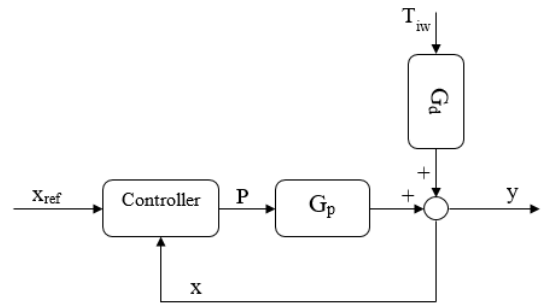 T_iw
G_d
+
x_ref
Controller
P
G_p
+
y
x